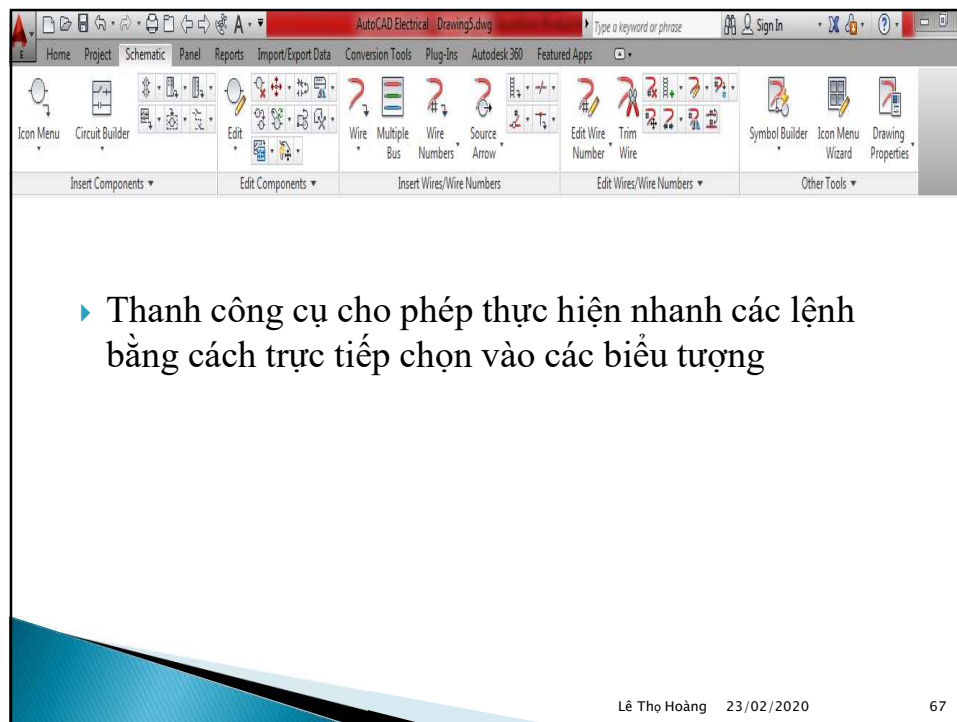 AutoCAD Electrical Drawing5.dwg Type a keyword or phrase Sign In
E Home Project Schematic Panel Reports Import/Export Data Conversion Tools Plug-Ins Autodesk 360 Featured Apps
Icon Menu Circuit Builder Edit Wire Multiple Bus Wire Numbers Source Arrow Edit Wire Number Trim Wire Symbol Builder Icon Menu Wizard Drawing Properties
Insert Components Edit Components Insert Wires/Wire Numbers Edit Wires/Wire Numbers Other Tools
Thanh công cụ cho phép thực hiện nhanh các lệnh
bằng cách trực tiếp chọn vào các biểu tượng
Lê Thọ Hoàng 23/02/2020 67